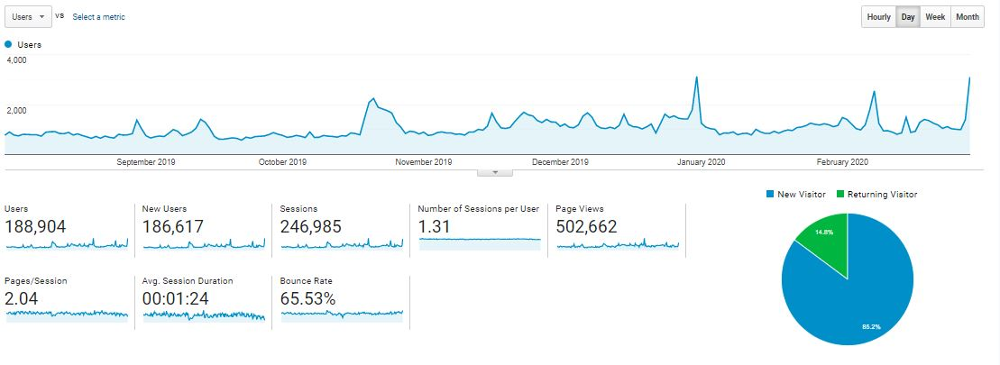 Users vs Select a metric Hourly Day Week Month
Users
4,000
2,000
September 2019 October 2019 November 2019 December 2019 January 2020 February 2020
New Visitor Returning Visitor
Users New Users Sessions Number of Sessions per User Page Views
188,904 186,617 246,985 1.31 502,662
14.8%
Pages/Session Avg. Session Duration Bounce Rate
2.04 00:01:24 65.53%
85.2%